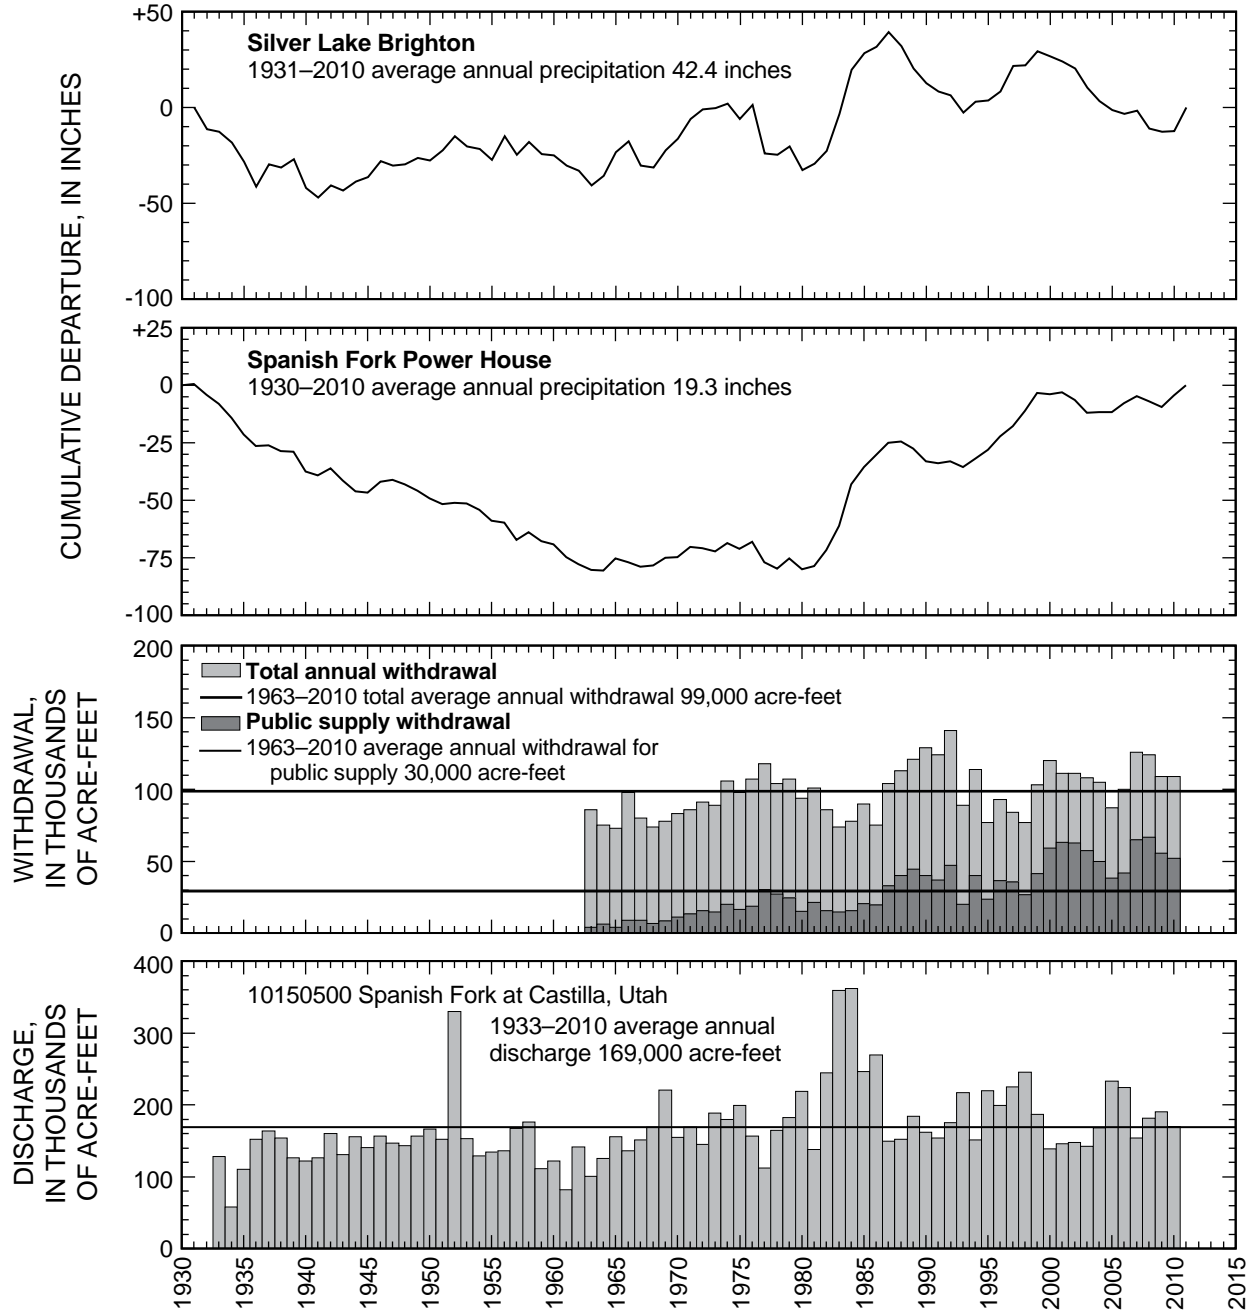 CUMULATIVE DEPARTURE, IN INCHES
+50
0
-50
-100
Silver Lake Brighton
1931–2010 average annual precipitation 42.4 inches
+25
0
-25
-50
-75
-100
Spanish Fork Power House
1930–2010 average annual precipitation 19.3 inches
WITHDRAWAL,
IN THOUSANDS
OF ACRE-FEET
200
150
100
50
0
Total annual withdrawal
1963–2010 total average annual withdrawal 99,000 acre-feet
Public supply withdrawal
1963–2010 average annual withdrawal for
public supply 30,000 acre-feet
DISCHARGE,
IN THOUSANDS
OF ACRE-FEET
400
300
200
100
0
10150500 Spanish Fork at Castilla, Utah
1933–2010 average annual
discharge 169,000 acre-feet
1930
1935
1940
1945
1950
1955
1960
1965
1970
1975
1980
1985
1990
1995
2000
2005
2010
2015